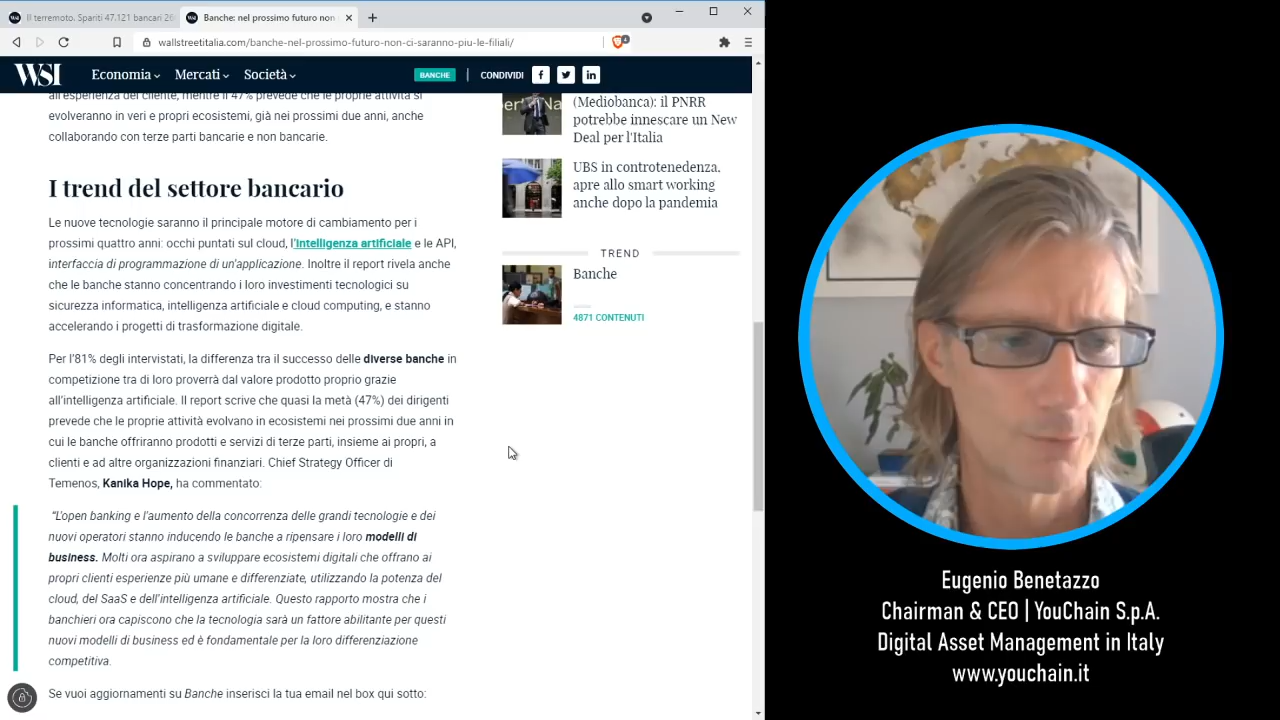 Il terremoto. Spariti 47.121 bancari 26
Banche: nel prossimo futuro non
wallstreetitalia.com/banche-nel-prossimo-futuro-non-ci-saranno-piu-le-filiali/
WSI
Economia
Mercati
Società
BANCHE
CONDIVIDI
all'esperienza del cliente, mentre il 47% prevede che le proprie attività si
evolveranno in veri e propri ecosistemi, già nei prossimi due anni, anche
collaborando con terze parti bancarie e non bancarie.
I trend del settore bancario
Le nuove tecnologie saranno il principale motore di cambiamento per i
prossimi quattro anni: occhi puntati sul cloud, l'intelligenza artificiale e le API,
interfaccia di programmazione di un'applicazione. Inoltre il report rivela anche
che le banche stanno concentrando i loro investimenti tecnologici su
sicurezza informatica, intelligenza artificiale e cloud computing, e stanno
accelerando i progetti di trasformazione digitale.
Per l'81% degli intervistati, la differenza tra il successo delle diverse banche in
competizione tra di loro proverrà dal valore prodotto proprio grazie
all'intelligenza artificiale. Il report scrive che quasi la metà (47%) dei dirigenti
prevede che le proprie attività evolvano in ecosistemi nei prossimi due anni in
cui le banche offriranno prodotti e servizi di terze parti, insieme ai propri, a
clienti e ad altre organizzazioni finanziari. Chief Strategy Officer di
Temenos, Kanika Hope, ha commentato:
"L'open banking e l'aumento della concorrenza delle grandi tecnologie e dei
nuovi operatori stanno inducendo le banche a ripensare i loro modelli di
business. Molti ora aspirano a sviluppare ecosistemi digitali che offrano ai
propri clienti esperienze più umane e differenziate, utilizzando la potenza del
cloud, del SaaS e dell'intelligenza artificiale. Questo rapporto mostra che i
banchieri ora capiscono che la tecnologia sarà un fattore abilitante per questi
nuovi modelli di business ed è fondamentale per la loro differenziazione
competitiva.
Se vuoi aggiornamenti su Banche inserisci la tua email nel box qui sotto:
(Mediobanca): il PNRR
potrebbe innescare un New
Deal per l'Italia
UBS in controtenedenza,
apre allo smart working
anche dopo la pandemia
TREND
Banche
4871 CONTENUTI
Eugenio Benetazzo
Chairman & CEO | YouChain S.p.A.
Digital Asset Management in Italy
www.youchain.it